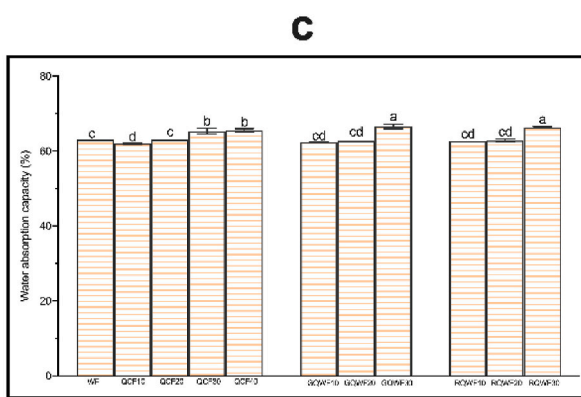 C
80
60
40
20
0
Water absorption capacity (%)
c d c b b cd cd a cd cd a
WF QCF10 QCF20 QCF30 QCF40 GQWF10 GQWF20 GQWF30 RQWF10 RQWF20 RQWF30